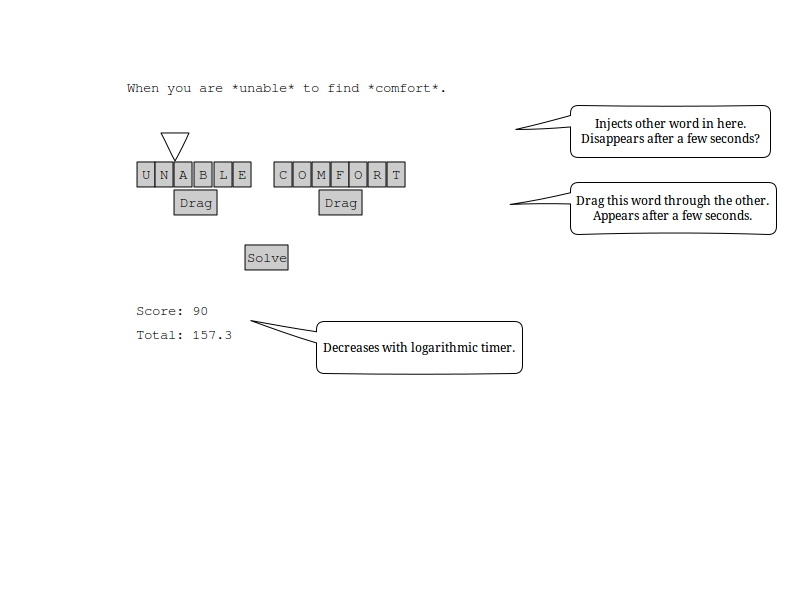 When you are *unable* to find *comfort*.
Injects other word in here.
Disappears after a few seconds?
U N A B L E C O M F O R T
Drag Drag
Drag this word through the other.
Appears after a few seconds.
Solve
Score: 90
Total: 157.3
Decreases with logarithmic timer.